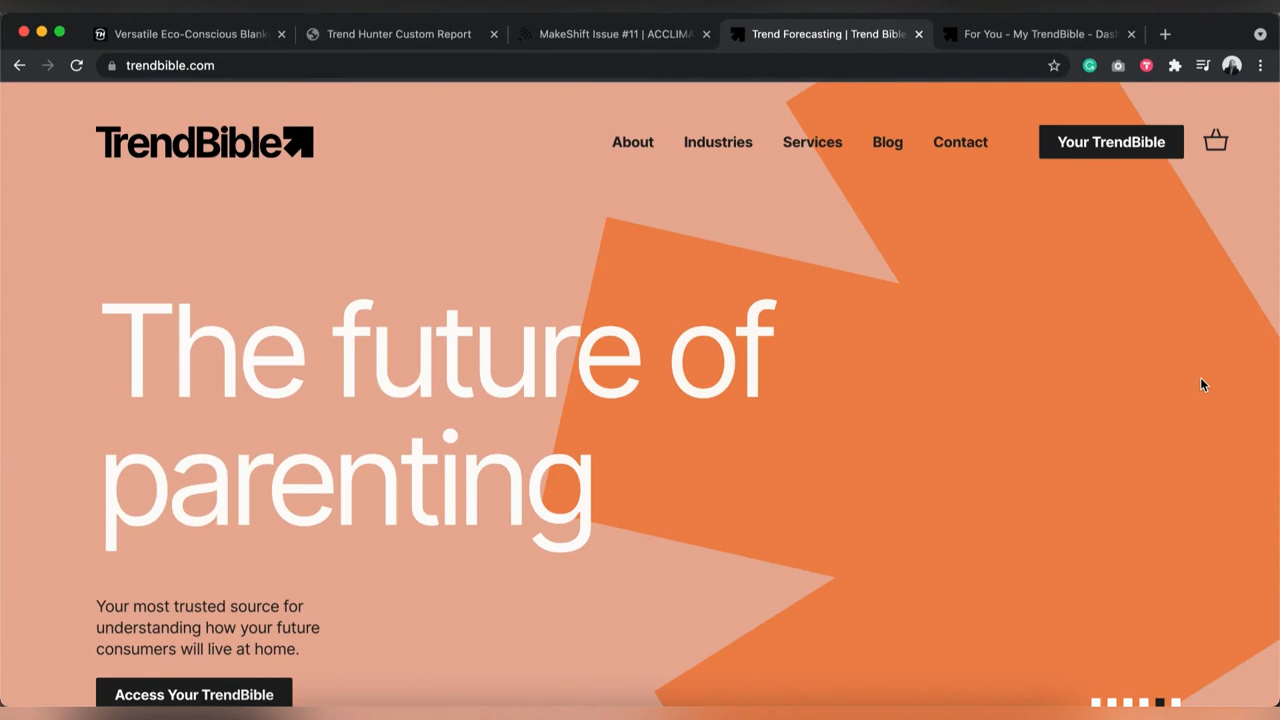 Versatile Eco-Conscious Blank
Trend Hunter Custom Report
MakeShift Issue #11 | ACCLIMA
Trend Forecasting | Trend Bible
For You - My TrendBible - Das
trendbible.com
TrendBible
About
Industries
Services
Blog
Contact
Your TrendBible
The future of
parenting
Your most trusted source for
understanding how your future
consumers will live at home.
Access Your TrendBible